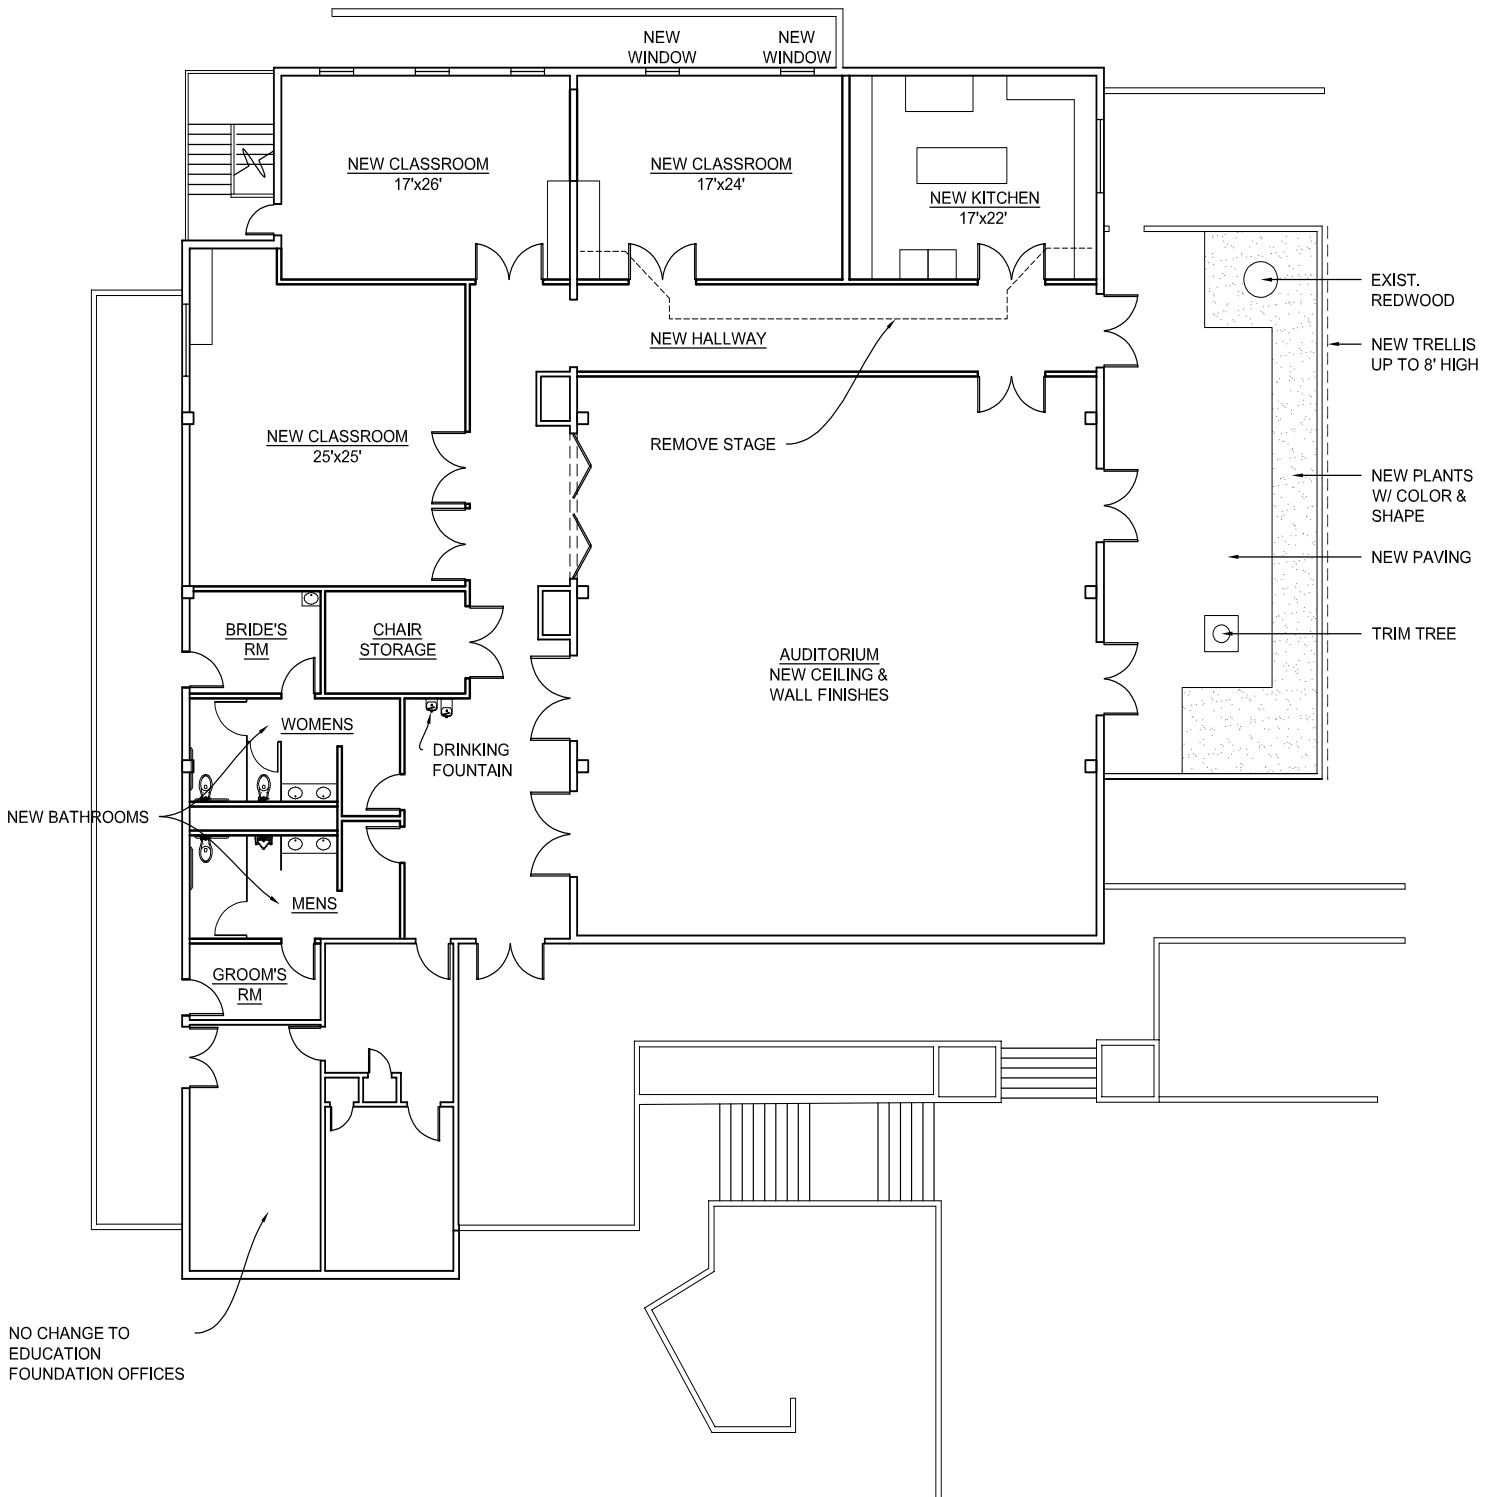 NEW
WINDOW
NEW
WINDOW
NEW CLASSROOM
17'x26'
NEW CLASSROOM
17'x24'
NEW KITCHEN
17'x22'
EXIST.
REDWOOD
NEW HALLWAY
NEW TRELLIS
UP TO 8' HIGH
NEW CLASSROOM
25'x25'
REMOVE STAGE
NEW PLANTS
W/ COLOR &
SHAPE
NEW PAVING
BRIDE'S
RM
CHAIR
STORAGE
TRIM TREE
AUDITORIUM
NEW CEILING &
WALL FINISHES
WOMENS
DRINKING
FOUNTAIN
NEW BATHROOMS
MENS
GROOM'S
RM
NO CHANGE TO
EDUCATION
FOUNDATION OFFICES